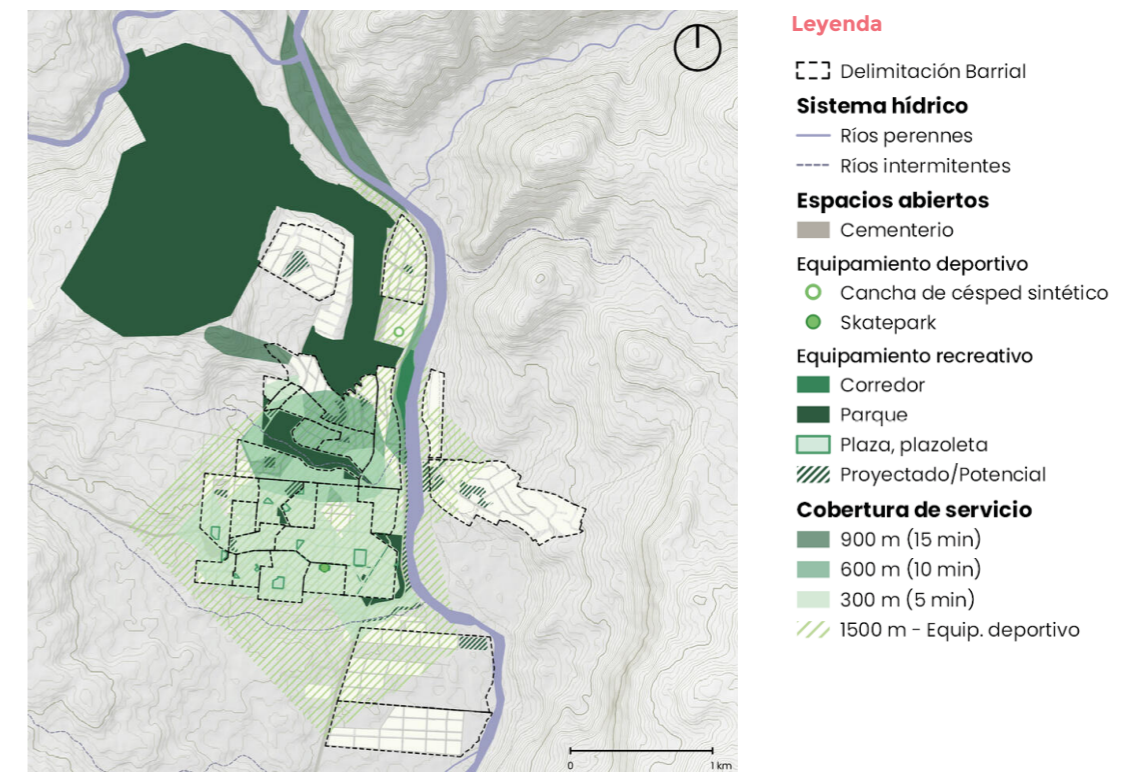 Leyenda
Delimitación Barrial
Sistema hídrico
Ríos perennes
Ríos intermitentes
Espacios abiertos
Cementerio
Equipamiento deportivo
Cancha de césped sintético
Skatepark
Equipamiento recreativo
Corredor
Parque
Plaza, plazoleta
Proyectado/Potencial
Cobertura de servicio
900 m (15 min)
600 m (10 min)
300 m (5 min)
1500 m - Equip. deportivo
0 1 km